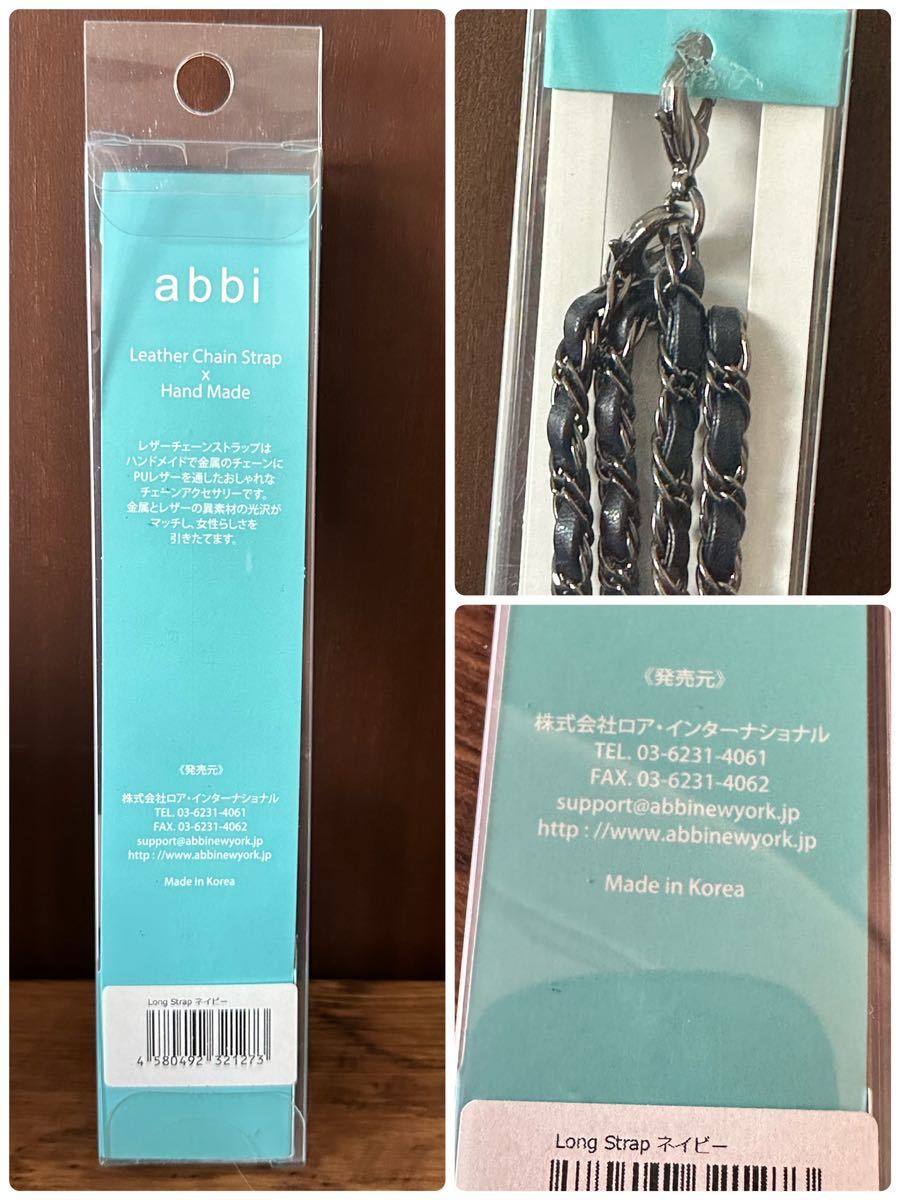 abbi
Leather Chain Strap
x
Hand Made
レザーチェーンストラップは
ハンドメイドで金属のチェーンに
PUレザーを通したおしゃれな
チェーンアクセサリーです。
金属とレザーの異素材の光沢が
マッチし、女性らしさを
引きたてます。
《発売元》
株式会社ロア・インターナショナル
TEL. 03-6231-4061
FAX. 03-6231-4062
support@abbinewyork.jp
http : //www.abbinewyork.jp
Made in Korea
Long Strap ネイビー
4 580492 321273
《発売元》
株式会社ロア・インターナショナル
TEL. 03-6231-4061
FAX. 03-6231-4062
support@abbinewyork.jp
http : //www.abbinewyork.jp
Made in Korea
Long Strap ネイビー